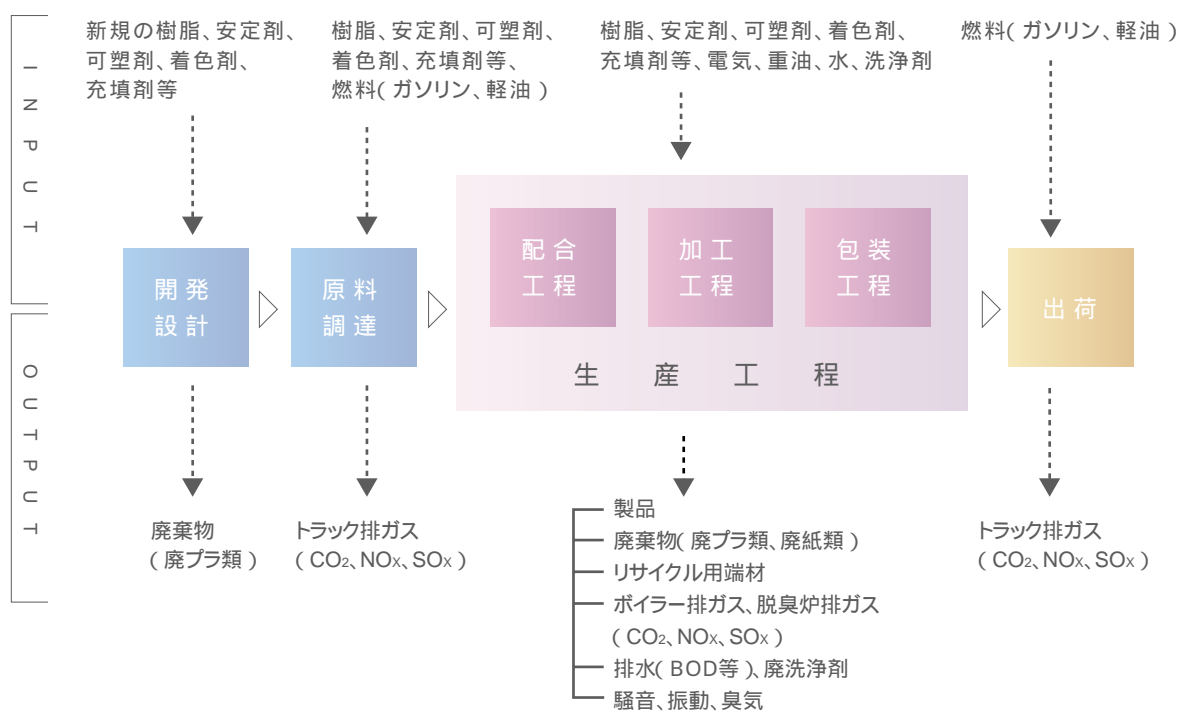 INPUT
新規の樹脂、安定剤、
可塑剤、着色剤、
充填剤等
樹脂、安定剤、可塑剤、
着色剤、充填剤等、
燃料(ガソリン、軽油)
樹脂、安定剤、可塑剤、着色剤、
充填剤等、電気、重油、水、洗浄剤
燃料(ガソリン、軽油)
開発
設計
原料
調達
配合
工程
加工
工程
包装
工程
生産工程
出荷
OUTPUT
廃棄物
(廃プラ類)
トラック排ガス
(CO₂、NOx、SOx)
製品
廃棄物(廃プラ類、廃紙類)
リサイクル用端材
ボイラー排ガス、脱臭炉排ガス
(CO₂、NOx、SOx)
排水(BOD等)、廃洗浄剤
騒音、振動、臭気
トラック排ガス
(CO₂、NOx、SOx)